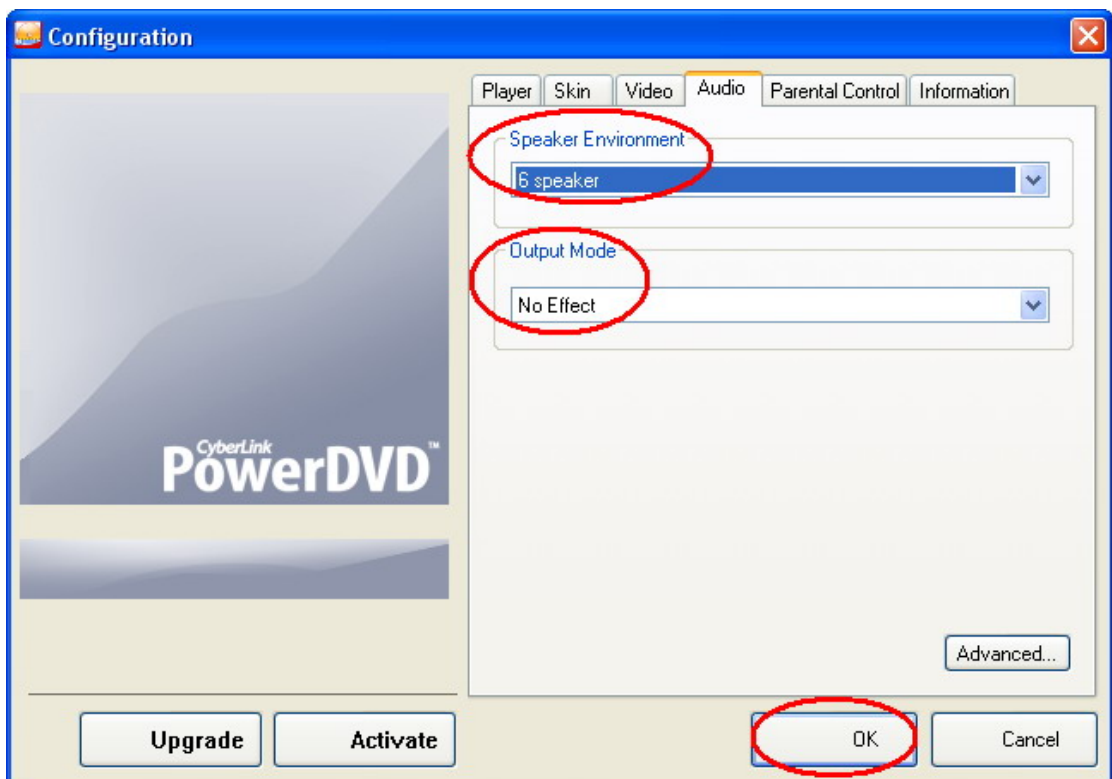 Configuration
Player Skin Video Audio Parental Control Information
Speaker Environment
6 speaker
Output Mode
No Effect
CyberLink
PowerDVD™
Advanced...
Upgrade Activate OK Cancel